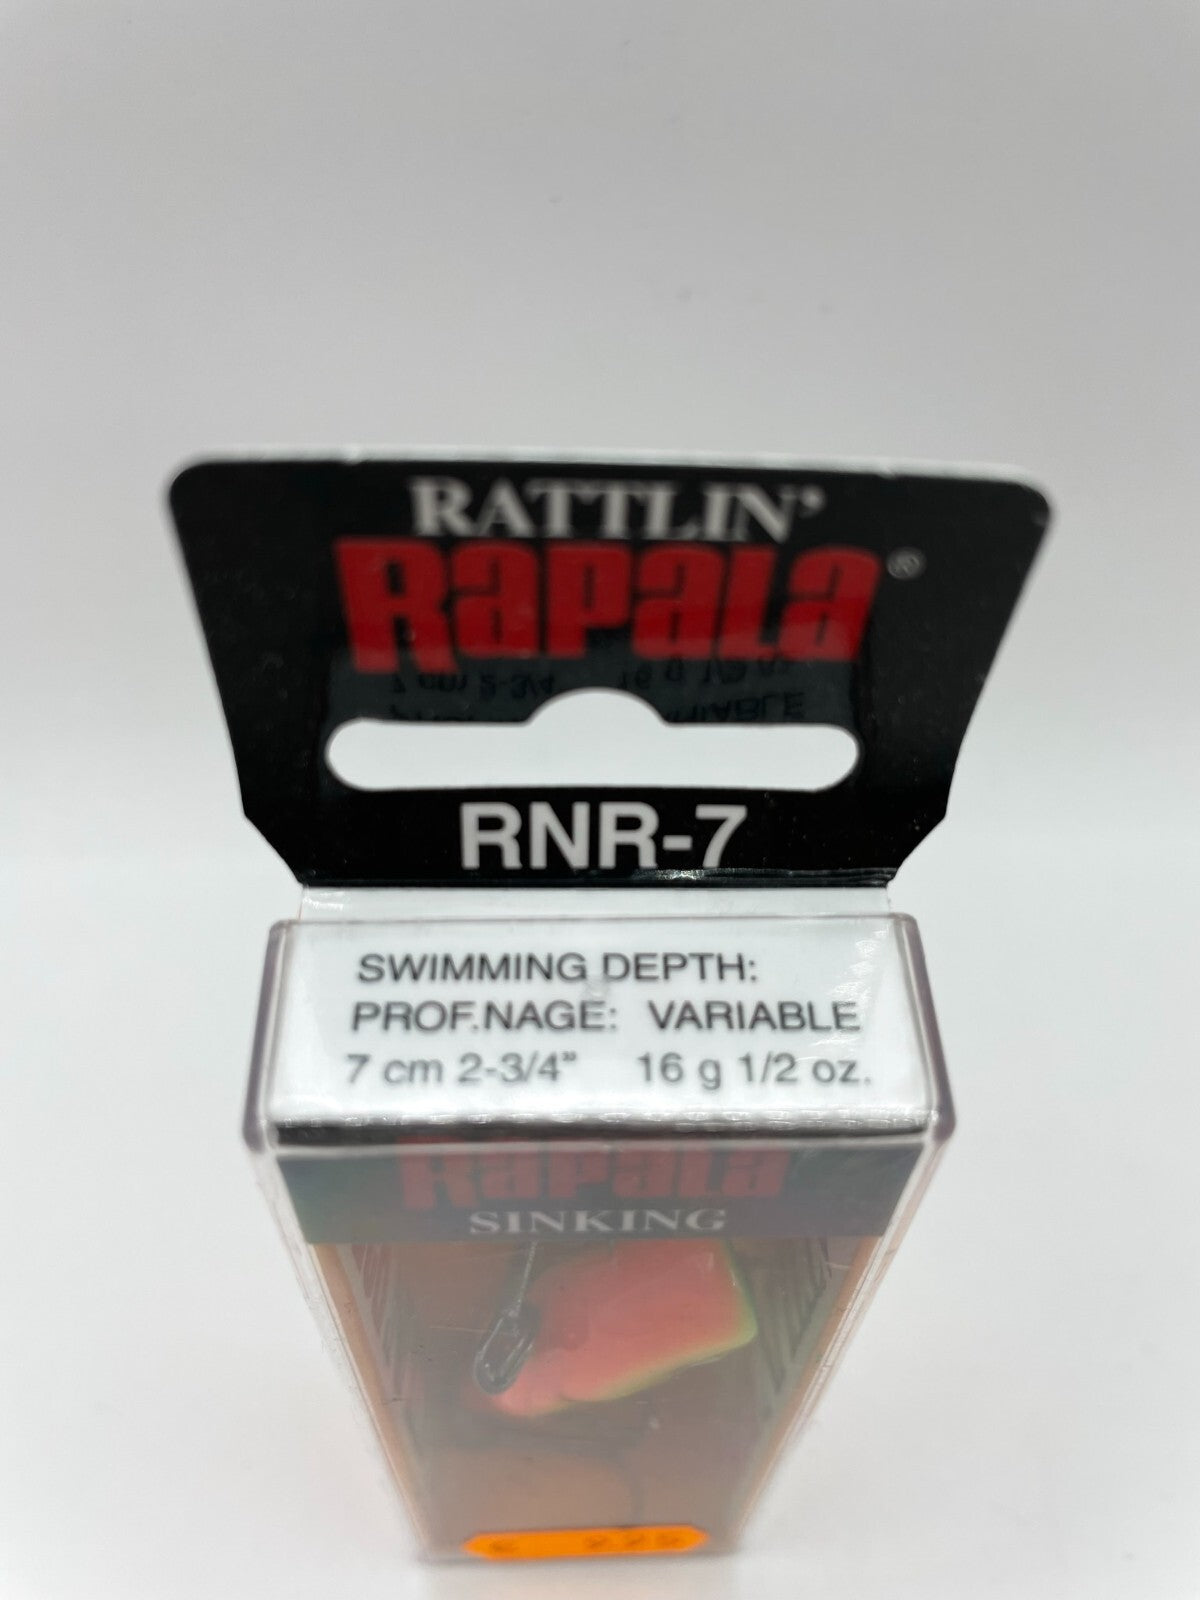 RATTLIN'
Rapala®
RNR-7
SWIMMING DEPTH:
PROF.NAGE: VARIABLE
7 cm 2-3/4” 16 g 1/2 oz.
Rapala
SINKING